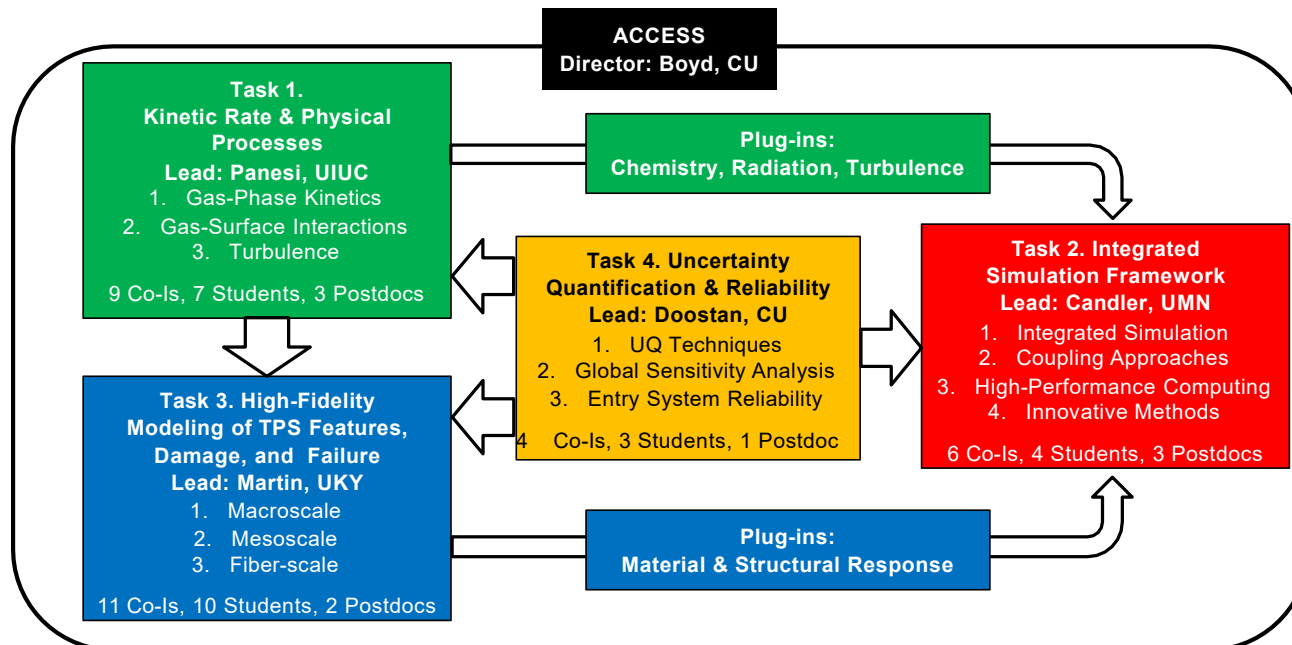 ACCESS
Director: Boyd, CU
Task 1.
Kinetic Rate & Physical
Processes
Lead: Panesi, UIUC
1. Gas-Phase Kinetics
2. Gas-Surface Interactions
3. Turbulence
9 Co-Is, 7 Students, 3 Postdocs
Plug-ins:
Chemistry, Radiation, Turbulence
Task 4. Uncertainty
Quantification & Reliability
Lead: Doostan, CU
1. UQ Techniques
2. Global Sensitivity Analysis
3. Entry System Reliability
4 Co-Is, 3 Students, 1 Postdoc
Task 2. Integrated
Simulation Framework
Lead: Candler, UMN
1. Integrated Simulation
2. Coupling Approaches
3. High-Performance Computing
4. Innovative Methods
6 Co-Is, 4 Students, 3 Postdocs
Task 3. High-Fidelity
Modeling of TPS Features,
Damage, and Failure
Lead: Martin, UKY
1. Macroscale
2. Mesoscale
3. Fiber-scale
11 Co-Is, 10 Students, 2 Postdocs
Plug-ins:
Material & Structural Response